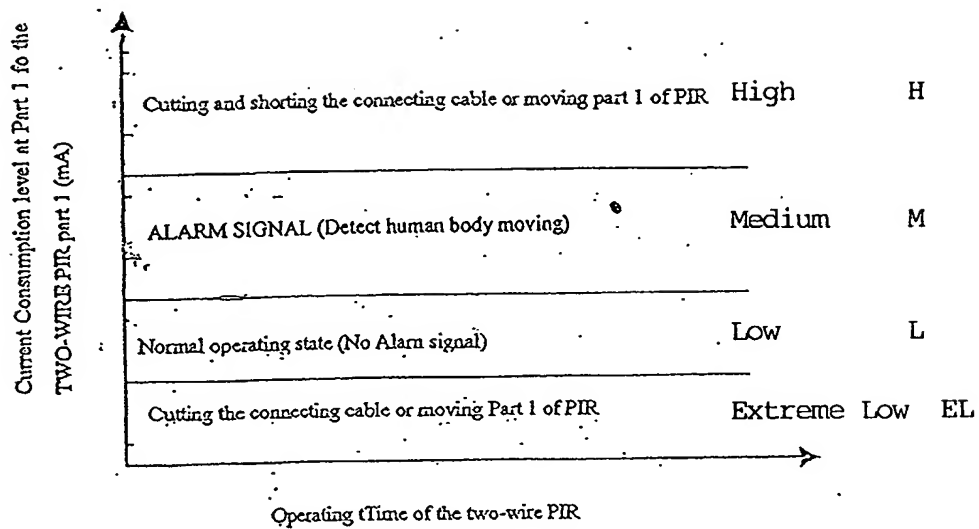 Current Consumption level at Part 1 fo the
TWO-WIRE PIR part 1 (mA)
Cutting and shorting the connecting cable or moving part 1 of PIR High H
ALARM SIGNAL (Detect human body moving) Medium M
Normal operating state (No Alarn signal) Low L
Cutting the connecting cable or moving Part 1 of PIR Extreme Low EL
Operating tTime of the two-wire PIR